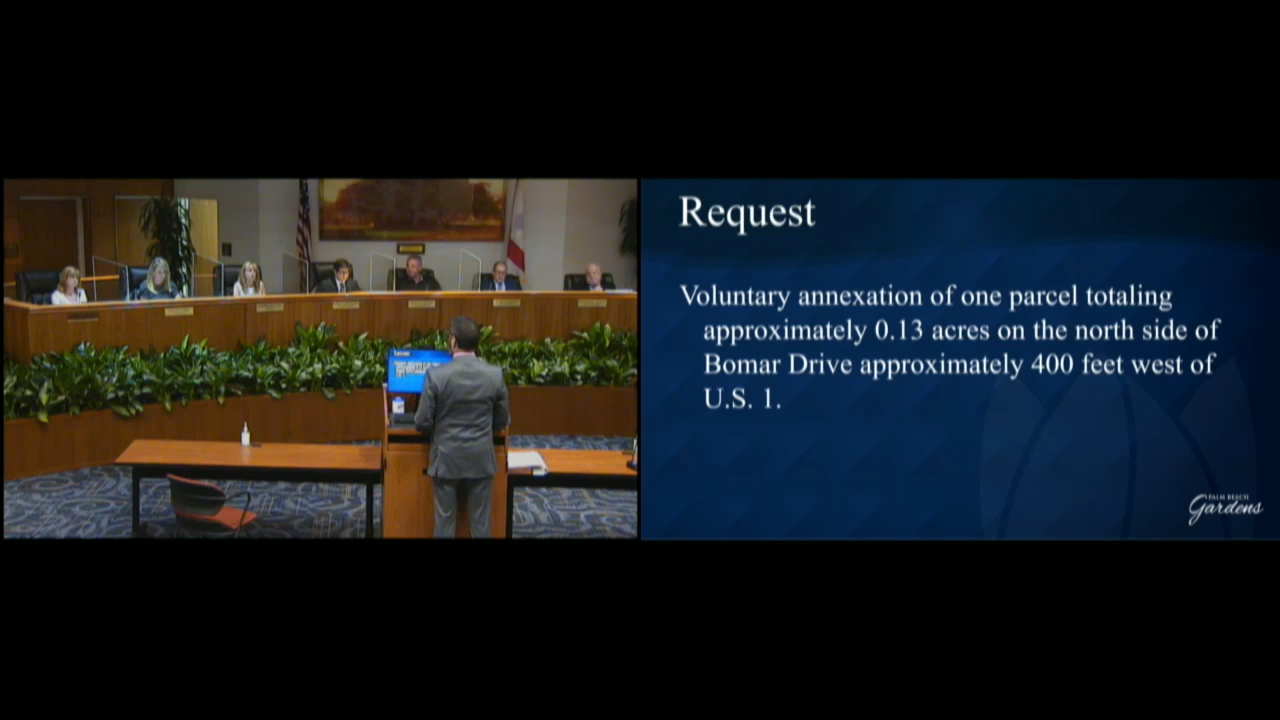 Request
Voluntary annexation of one parcel totaling
approximately 0.13 acres on the north side of
Bomar Drive approximately 400 feet west of
U.S. 1.
PALM BEACH
Gardens